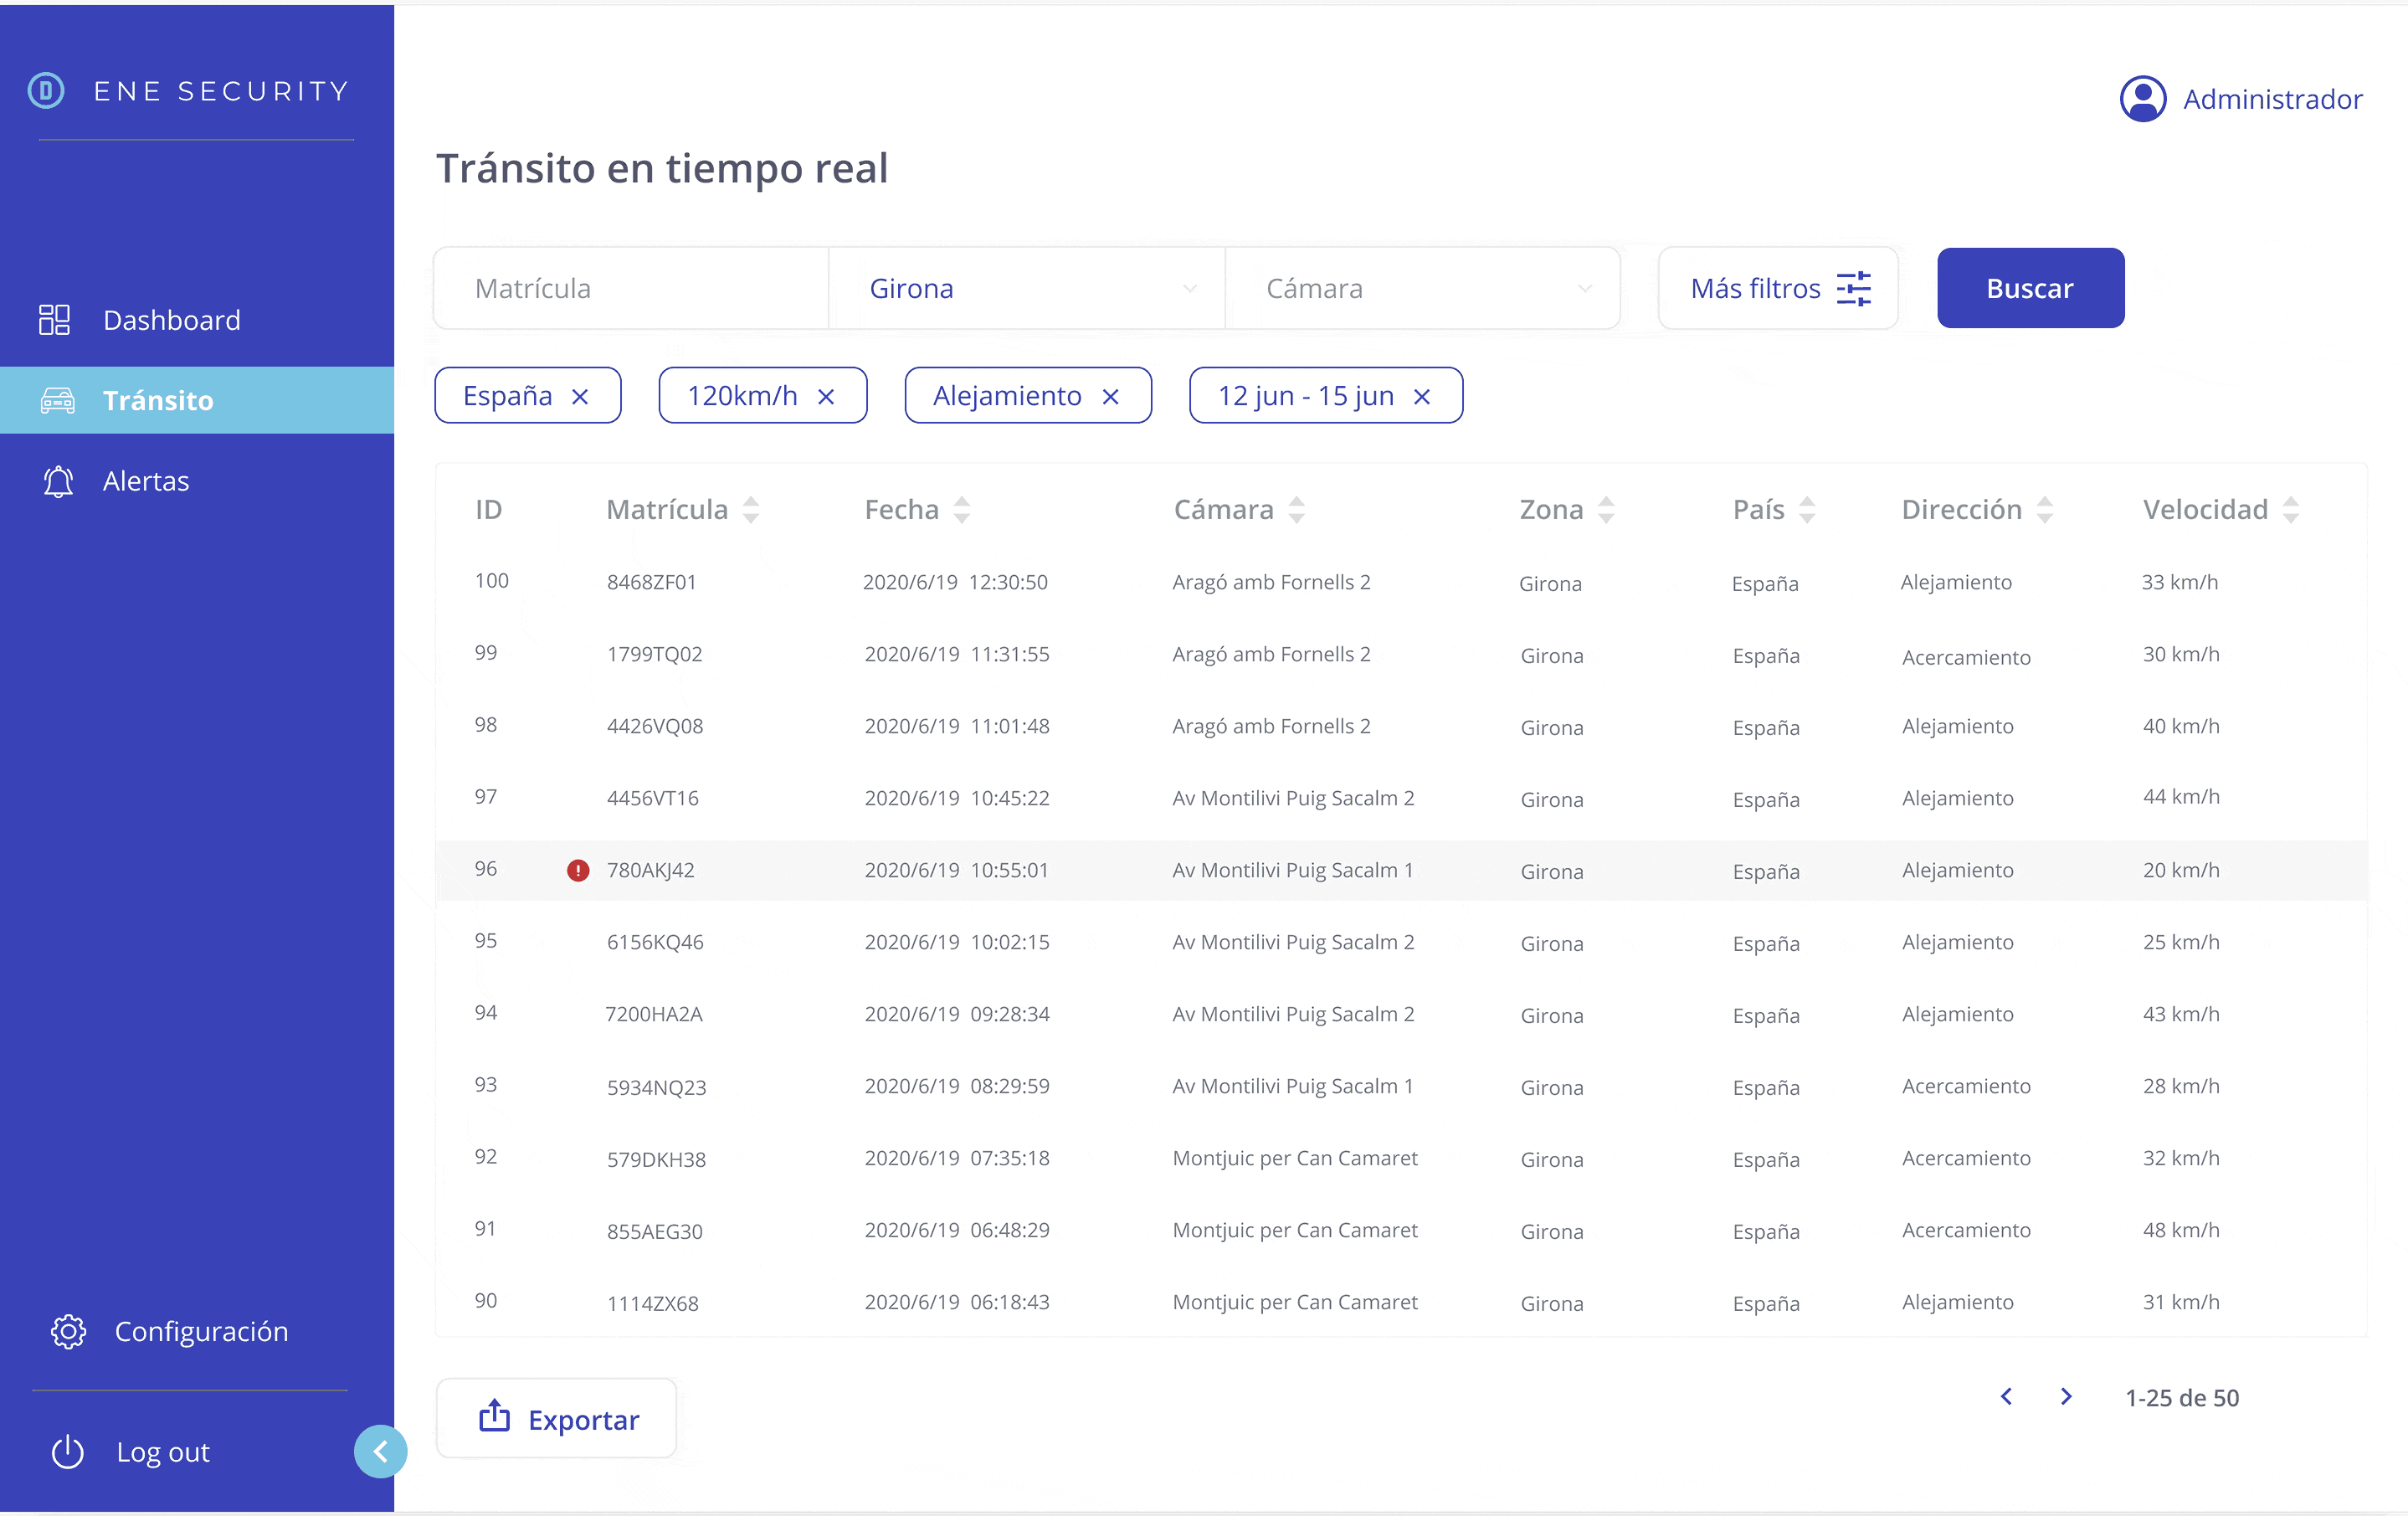 ENE SECURITY
Administrador
Tránsito en tiempo real
Matrícula Girona Cámara Más filtros Buscar
Dashboard
España 120km/h Alejamiento 12 jun - 15 jun
Tránsito
Alertas
ID Matrícula Fecha Cámara Zona País Dirección Velocidad
100 8468ZF01 2020/6/19 12:30:50 Aragó amb Fornells 2 Girona España Alejamiento 33 km/h
99 1799TQ02 2020/6/19 11:31:55 Aragó amb Fornells 2 Girona España Acercamiento 30 km/h
98 4426VQ08 2020/6/19 11:01:48 Aragó amb Fornells 2 Girona España Alejamiento 40 km/h
97 4456VT16 2020/6/19 10:45:22 Av Montilivi Puig Sacalm 2 Girona España Alejamiento 44 km/h
96 780AKJ42 2020/6/19 10:55:01 Av Montilivi Puig Sacalm 1 Girona España Alejamiento 20 km/h
95 6156KQ46 2020/6/19 10:02:15 Av Montilivi Puig Sacalm 2 Girona España Alejamiento 25 km/h
94 7200HA2A 2020/6/19 09:28:34 Av Montilivi Puig Sacalm 2 Girona España Alejamiento 43 km/h
93 5934NQ23 2020/6/19 08:29:59 Av Montilivi Puig Sacalm 1 Girona España Acercamiento 28 km/h
92 579DKH38 2020/6/19 07:35:18 Montjuic per Can Camaret Girona España Acercamiento 32 km/h
91 855AEG30 2020/6/19 06:48:29 Montjuic per Can Camaret Girona España Acercamiento 48 km/h
90 1114ZX68 2020/6/19 06:18:43 Montjuic per Can Camaret Girona España Alejamiento 31 km/h
Configuración
Exportar 1-25 de 50
Log out